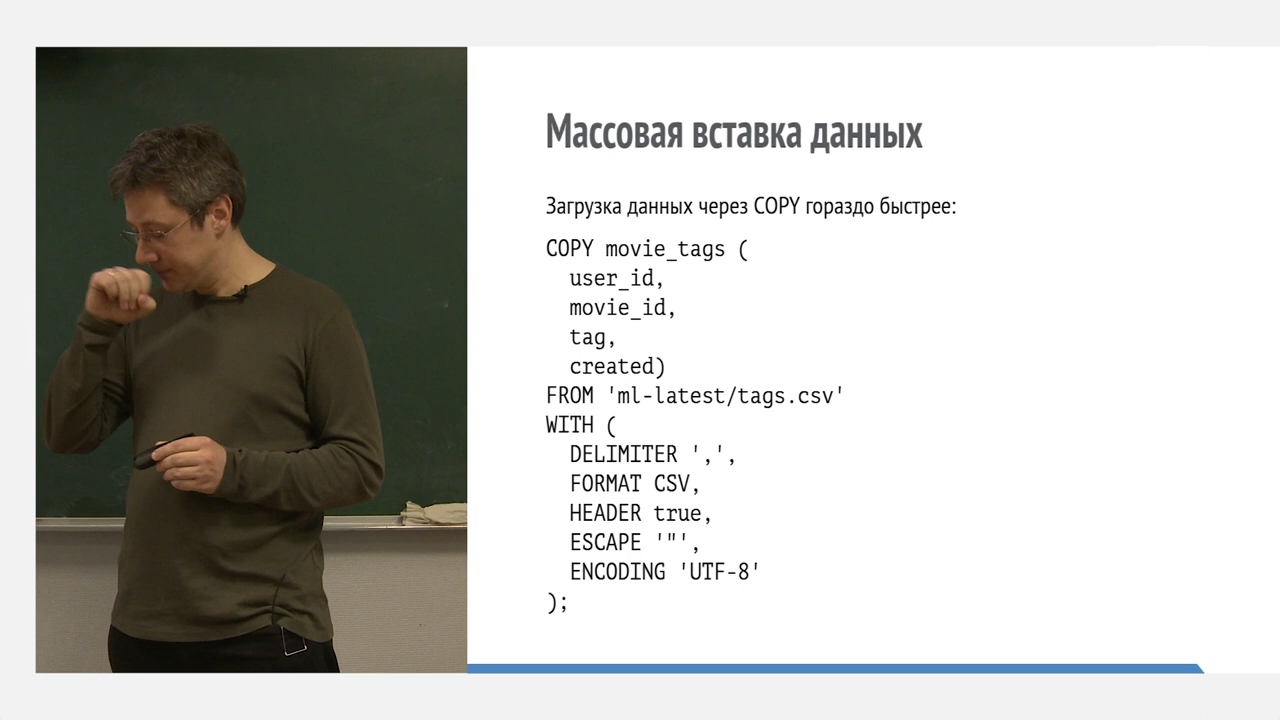 Массовая вставка данных
Загрузка данных через COPY гораздо быстрее:
COPY movie_tags (
user_id,
movie_id,
tag,
created)
FROM 'ml-latest/tags.csv'
WITH (
DELIMITER ',',
FORMAT CSV,
HEADER true,
ESCAPE '"',
ENCODING 'UTF-8'
);